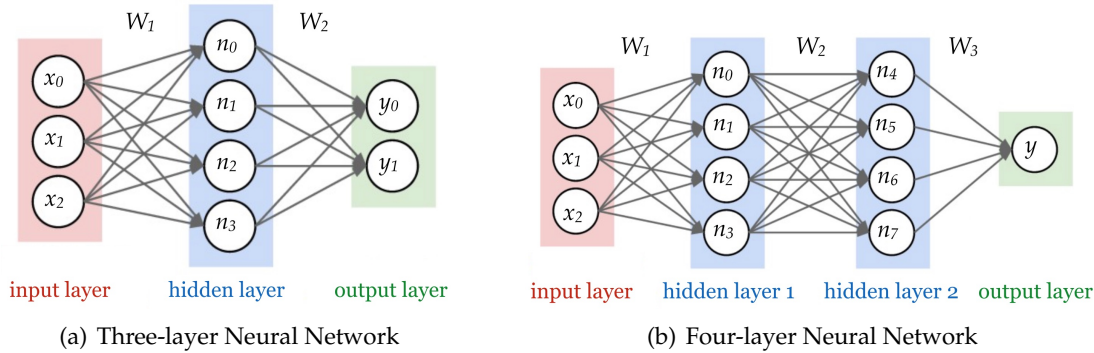 W₁ W₂
x₀
x₁
x₂
n₀
n₁
n₂
n₃
y₀
y₁
input layer hidden layer output layer
(a) Three-layer Neural Network
W₁ W₂ W₃
x₀
x₁
x₂
n₀
n₁
n₂
n₃
n₄
n₅
n₆
n₇
y
input layer hidden layer 1 hidden layer 2 output layer
(b) Four-layer Neural Network